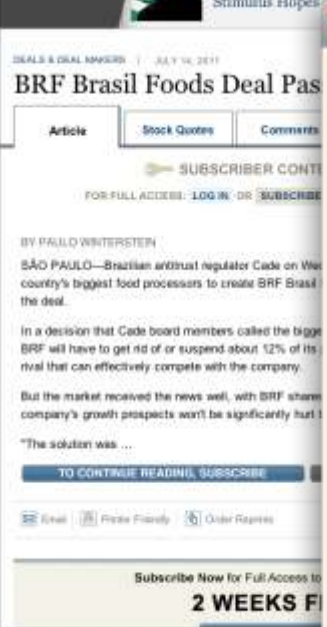 Stimulus Hopes
DEALS & DEAL MAKERS | JULY 14, 2011
BRF Brasil Foods Deal Pas
Article
Stock Quotes
Comments
SUBSCRIBER CONTE
FOR FULL ACCESS: LOG IN OR SUBSCRIBE
BY PAULO WINTERSTEIN
SÃO PAULO—Brazilian antitrust regulator Cade on Wed
country's biggest food processors to create BRF Brasil
the deal.
In a decision that Cade board members called the bigge
BRF will have to get rid of or suspend about 12% of its
rival that can effectively compete with the company.
But the market received the news well, with BRF shares
company's growth prospects won't be significantly hurt
"The solution was ...
TO CONTINUE READING, SUBSCRIBE
Email Printer Friendly Order Reprints
Subscribe Now for Full Access to
2 WEEKS F